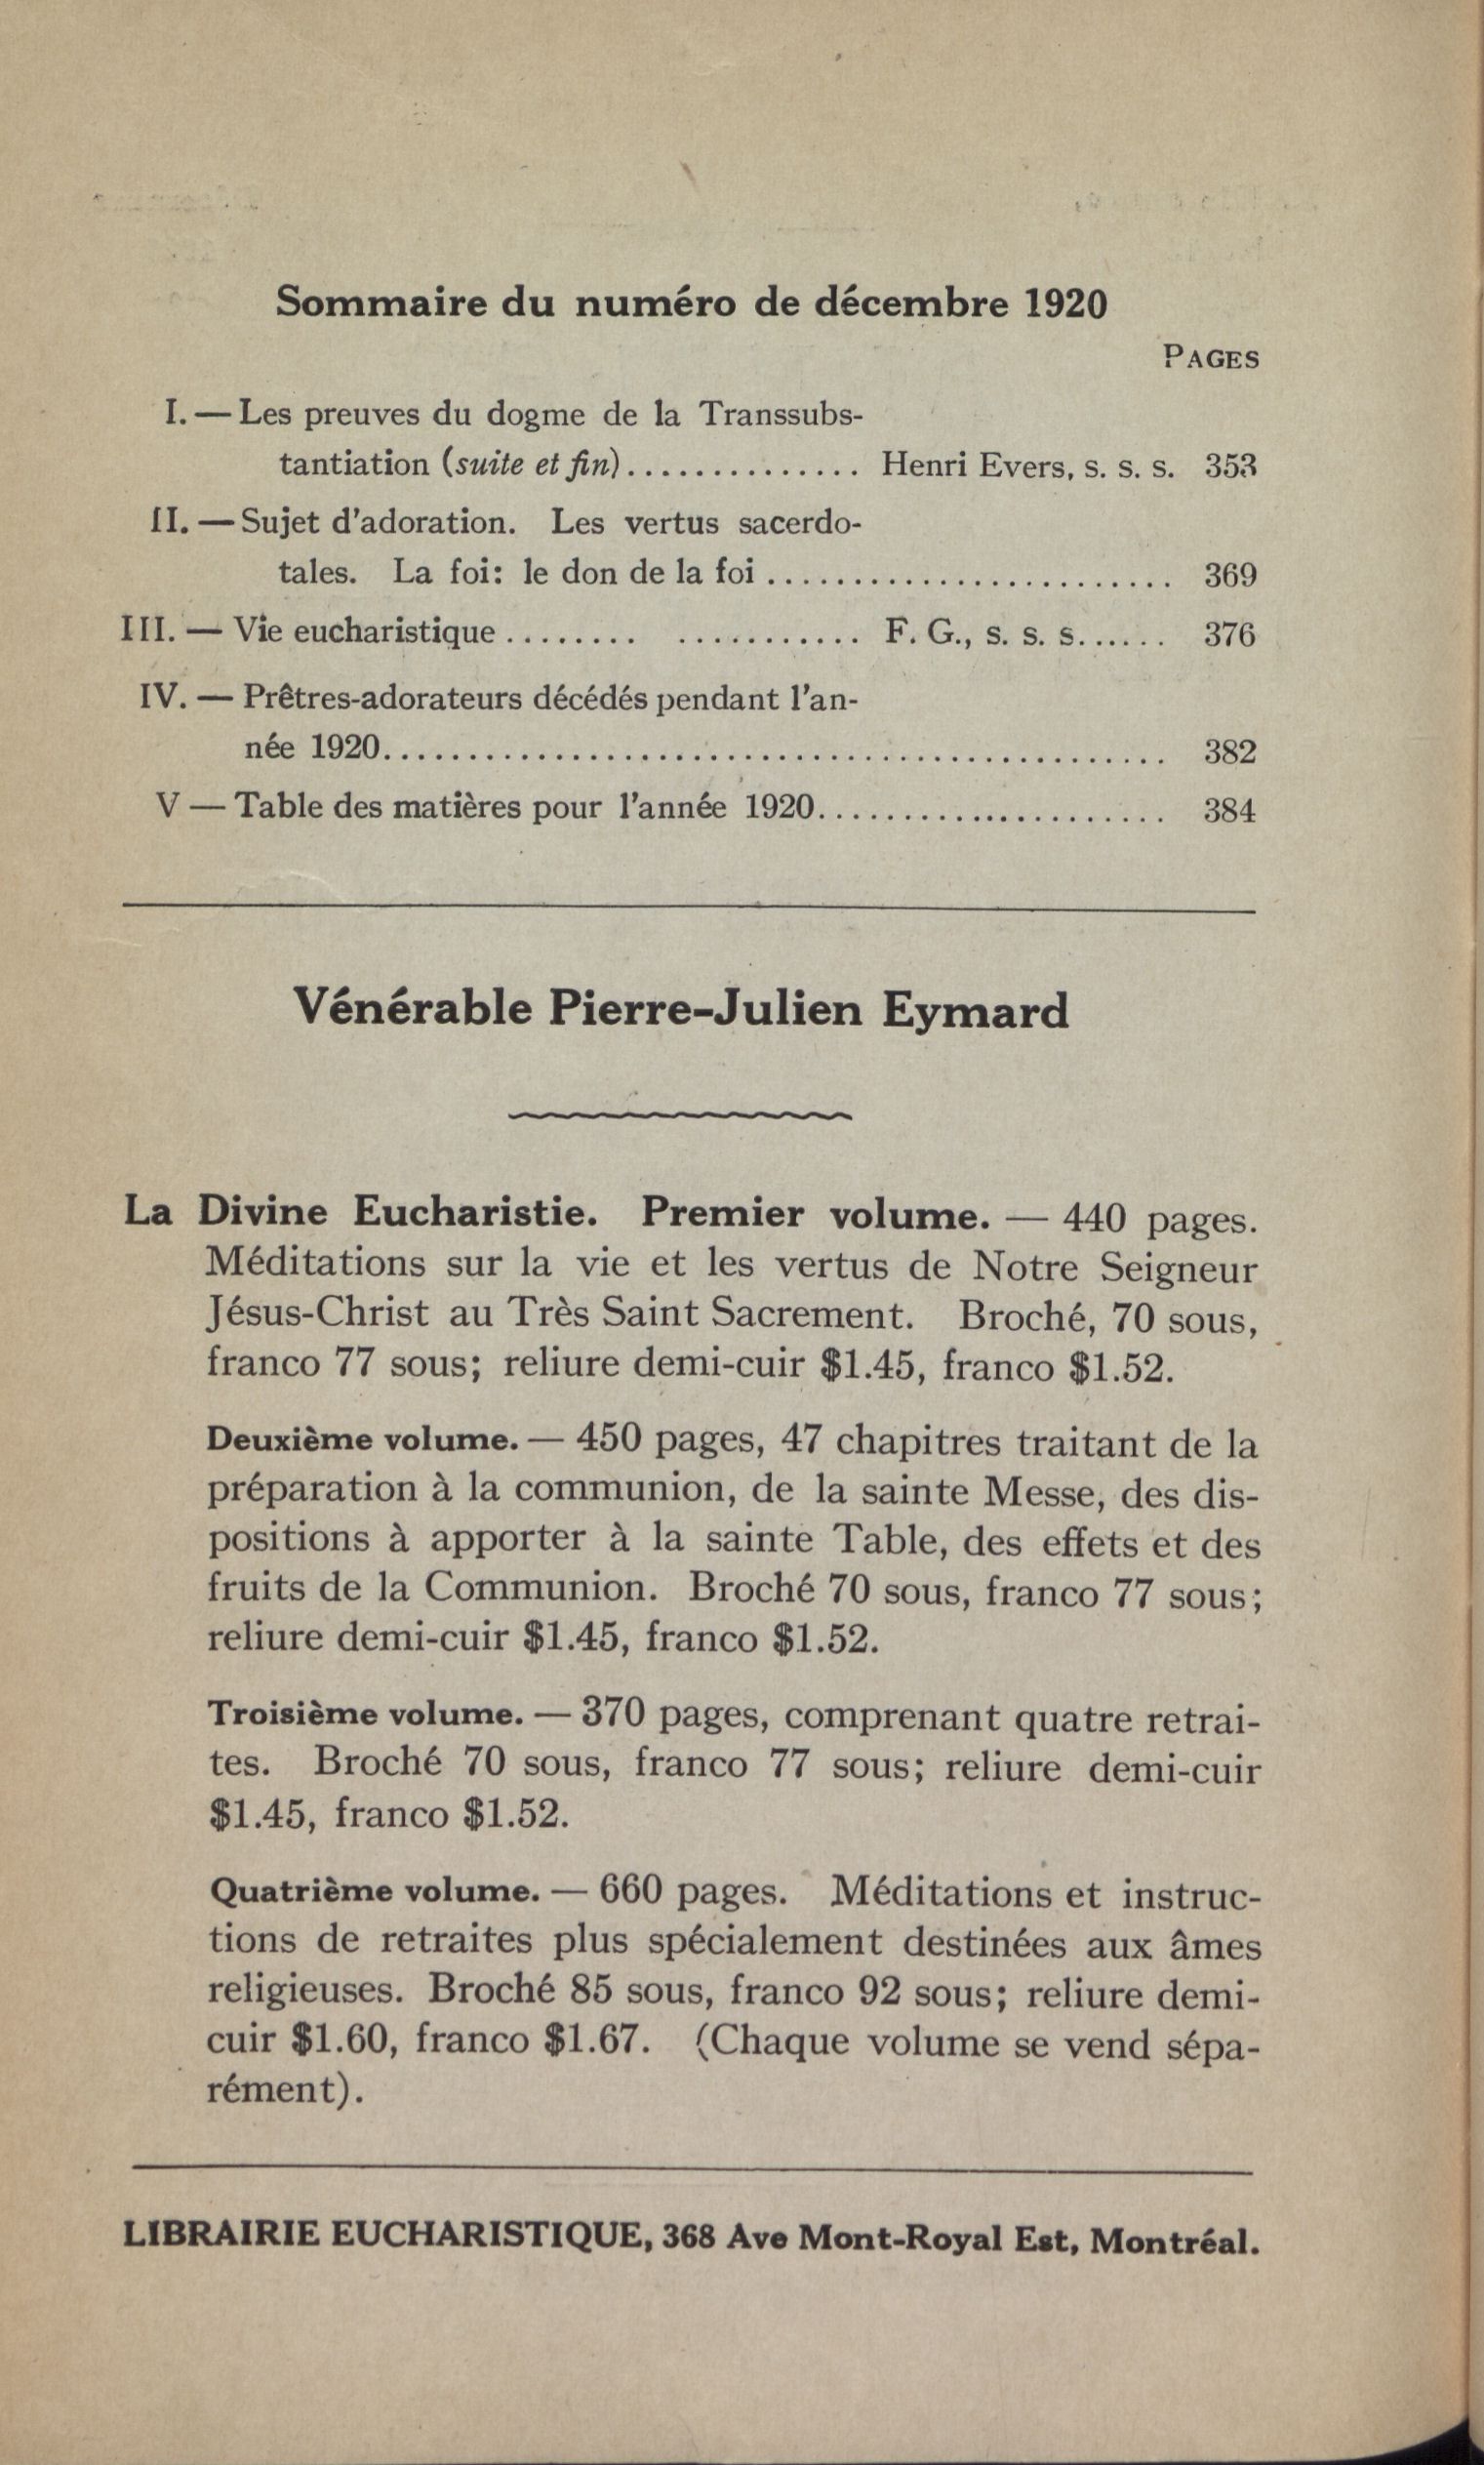 Sommaire du numéro de décembre 1920
PAGES
I. — Les preuves du dogme de la Transsubs-
tantiation (suite et fin).............. Henri Evers, s. s. s. 353
II. — Sujet d'adoration. Les vertus sacerdo-
tales. La foi: le don de la foi ........................ 369
III. — Vie eucharistique ........ ........... F. G., s. s. s...... 376
IV. — Prêtres-adorateurs décédés pendant l'an-
née 1920............................................... 382
V — Table des matières pour l'année 1920..................... 384
Vénérable Pierre-Julien Eymard
La Divine Eucharistie. Premier volume. — 440 pages.
Méditations sur la vie et les vertus de Notre Seigneur
Jésus-Christ au Très Saint Sacrement. Broché, 70 sous,
franco 77 sous; reliure demi-cuir $1.45, franco $1.52.
Deuxième volume. — 450 pages, 47 chapitres traitant de la
préparation à la communion, de la sainte Messe, des dis-
positions à apporter à la sainte Table, des effets et des
fruits de la Communion. Broché 70 sous, franco 77 sous;
reliure demi-cuir $1.45, franco $1.52.
Troisième volume. — 370 pages, comprenant quatre retrai-
tes. Broché 70 sous, franco 77 sous; reliure demi-cuir
$1.45, franco $1.52.
Quatrième volume. — 660 pages. Méditations et instruc-
tions de retraites plus spécialement destinées aux âmes
religieuses. Broché 85 sous, franco 92 sous; reliure demi-
cuir $1.60, franco $1.67. (Chaque volume se vend sépa-
rément).
LIBRAIRIE EUCHARISTIQUE, 368 Ave Mont-Royal Est, Montréal.